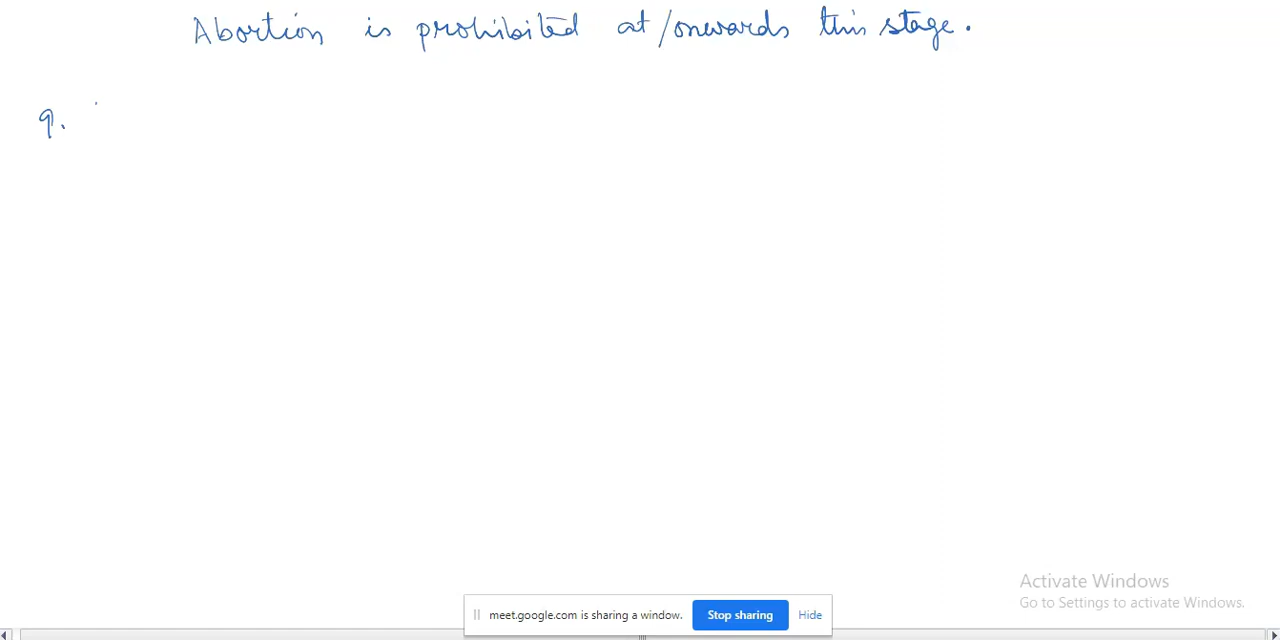 Abortion is prohibited at/onwards this stage.
9.
Activate Windows
Go to Settings to activate Windows.
meet.google.com is sharing a window. Stop sharing Hide